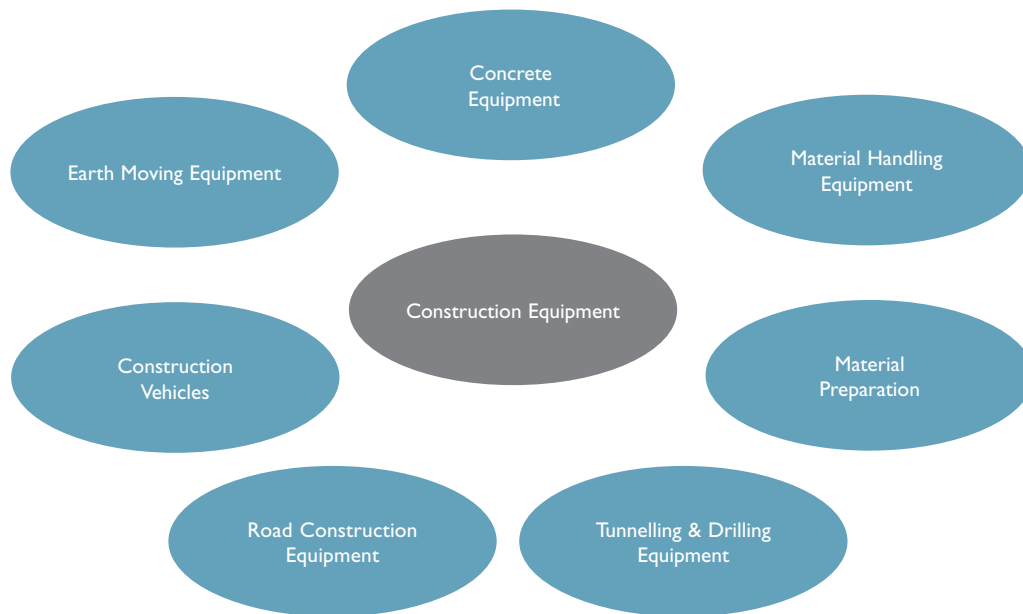 Concrete
Equipment
Earth Moving Equipment
Material Handling
Equipment
Construction Equipment
Construction
Vehicles
Material
Preparation
Road Construction
Equipment
Tunnelling & Drilling
Equipment